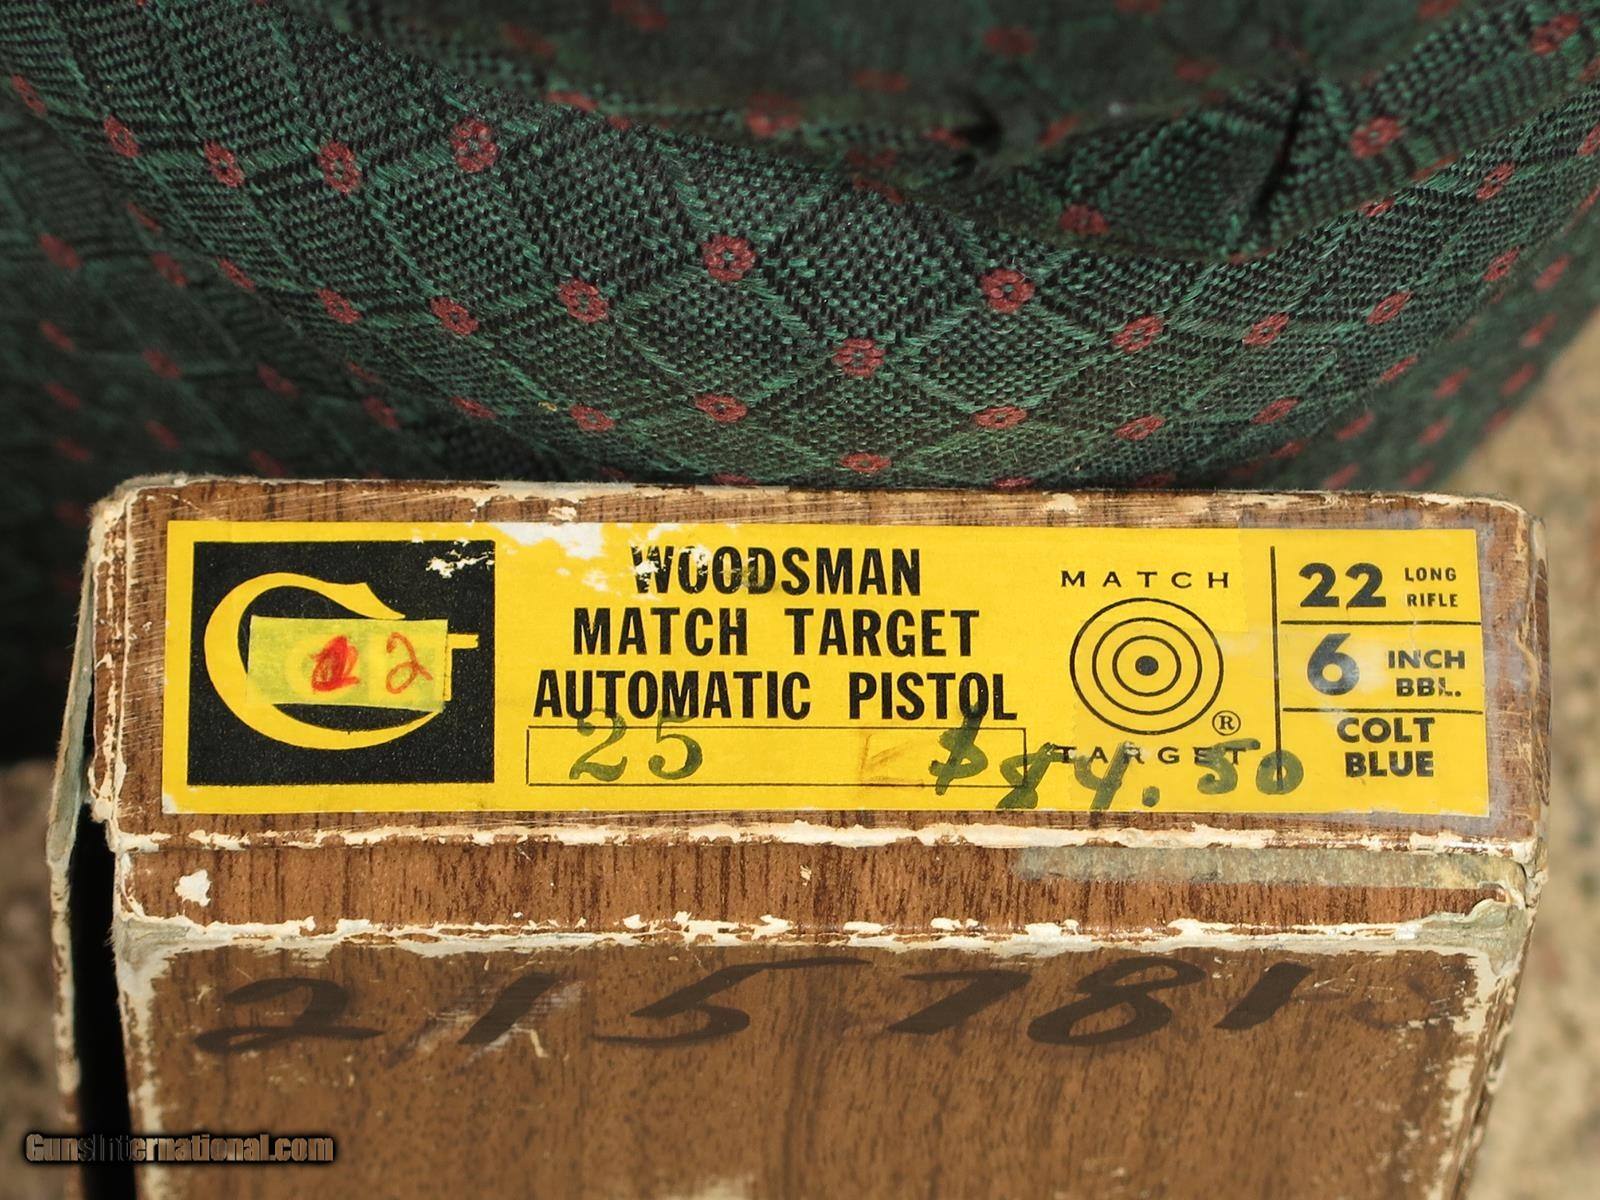 WOODSMAN
MATCH TARGET
AUTOMATIC PISTOL
25
$84.50
2
MATCH
TARGET
®
22 LONG RIFLE
6 INCH BBL.
COLT
BLUE
215781-S
GunsInternational.com